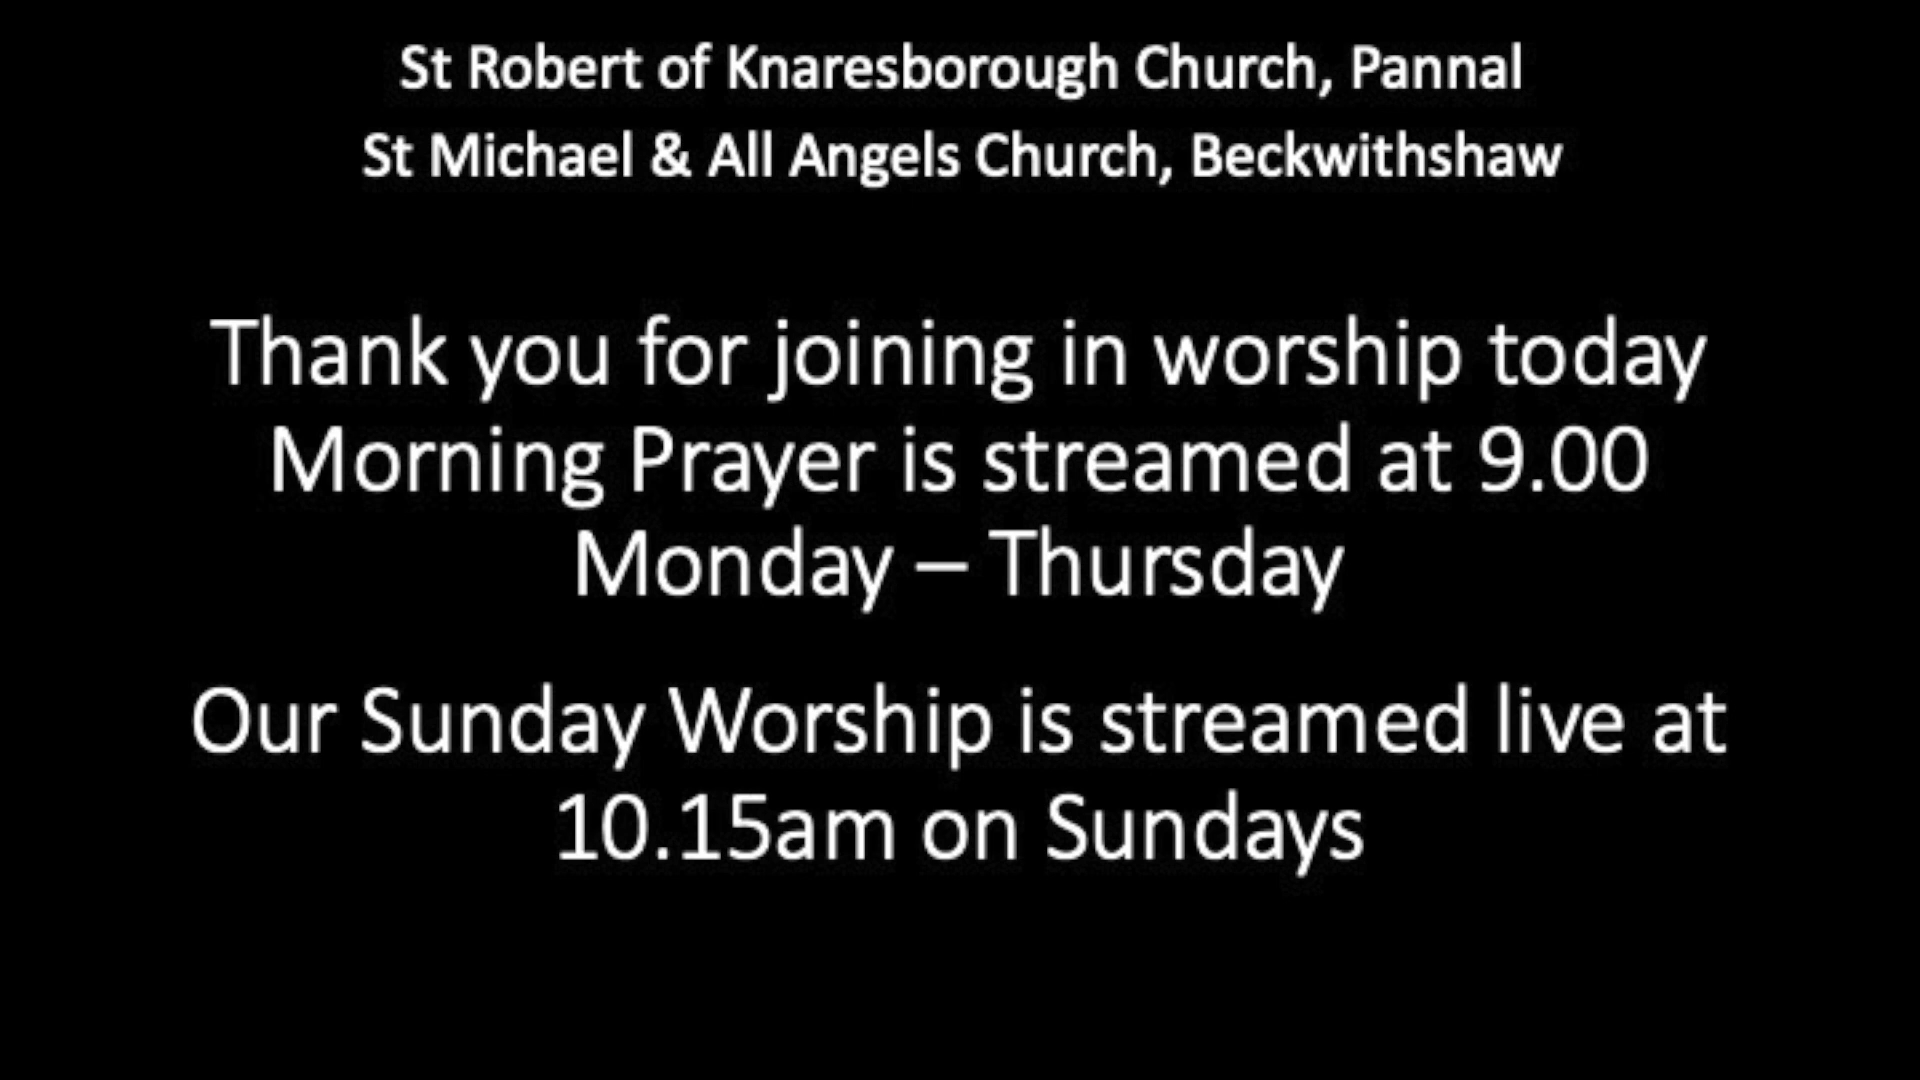 St Robert of Knaresborough Church, Pannal
St Michael & All Angels Church, Beckwithshaw
Thank you for joining in worship today
Morning Prayer is streamed at 9.00
Monday – Thursday
Our Sunday Worship is streamed live at
10.15am on Sundays